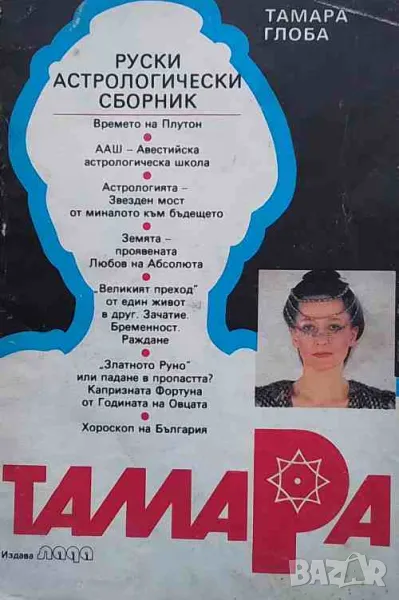 ТАМАРА
ГЛОБА
РУСКИ
АСТРОЛОГИЧЕСКИ
СБОРНИК
Времето на Плутон
ААШ – Авестийска
астрологическа школа
Астрологията –
Звезден мост
от миналото към бъдещето
Земята –
проявената
Любов на Абсолюта
„Великият преход"
от един живот
в друг. Зачатие.
Бременност.
Раждане
„Златното Руно"
или падане в пропастта?
Капризната Фортуна
от Годината на Овцата
Хороскоп на България
ТАМАРА
Издава лада
BAZAR